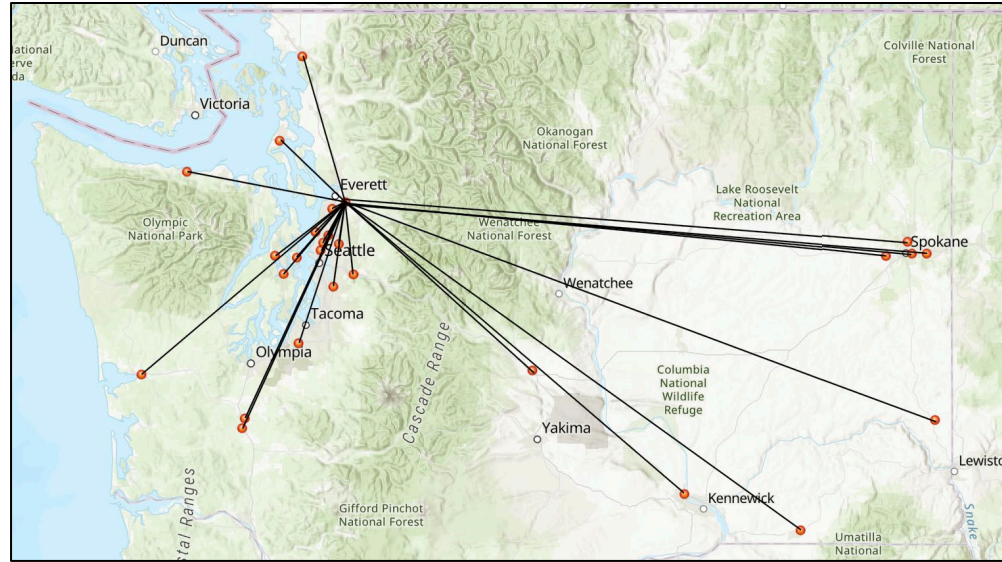 Duncan
Colville National
Forest
lational
erve
da
Victoria
Okanogan
National Forest
Everett
Lake Roosevelt
National
Recreation Area
Olympic
National Park
Wenatchee
National Forest
Spokane
Seattle
Wenatchee
Tacoma
Olympia
Cascade Range
Columbia
National
Wildlife
Refuge
Yakima
Lewisto
Kennewick
Gifford Pinchot
National Forest
stal Ranges
Snake
Umatilla
National